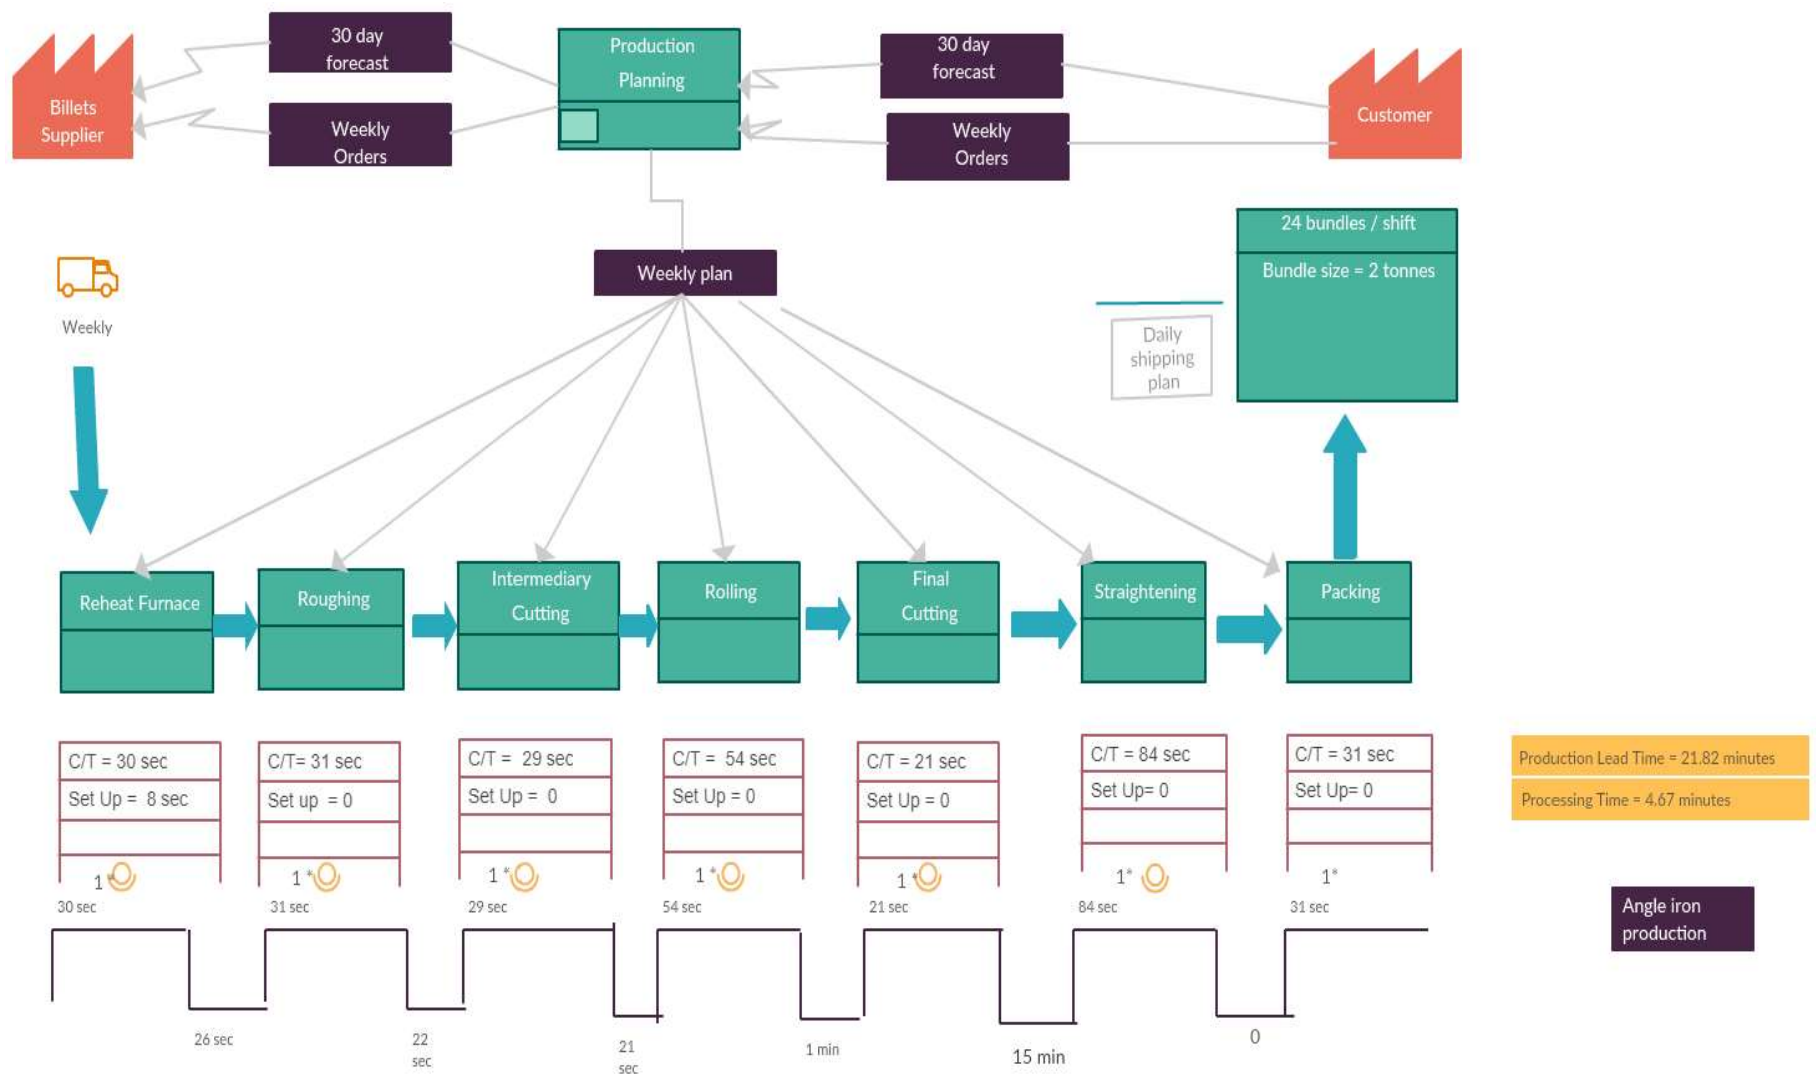 30 day
forecast
Production
Planning
30 day
forecast
Billets
Supplier
Customer
Weekly
Orders
Weekly
Orders
24 bundles / shift
Bundle size = 2 tonnes
Weekly plan
Weekly
Daily
shipping
plan
Reheat Furnace
Roughing
Intermediary
Cutting
Rolling
Final
Cutting
Straightening
Packing
C/T = 30 sec
Set Up = 8 sec
1*
30 sec
C/T= 31 sec
Set up = 0
1 *
31 sec
C/T = 29 sec
Set Up = 0
1 *
29 sec
C/T = 54 sec
Set Up = 0
1 *
54 sec
C/T = 21 sec
Set Up = 0
1 *
21 sec
C/T = 84 sec
Set Up= 0
1*
84 sec
C/T = 31 sec
Set Up= 0
1*
31 sec
Production Lead Time = 21.82 minutes
Processing Time = 4.67 minutes
Angle iron
production
26 sec
22
sec
21
sec
1 min
15 min
0